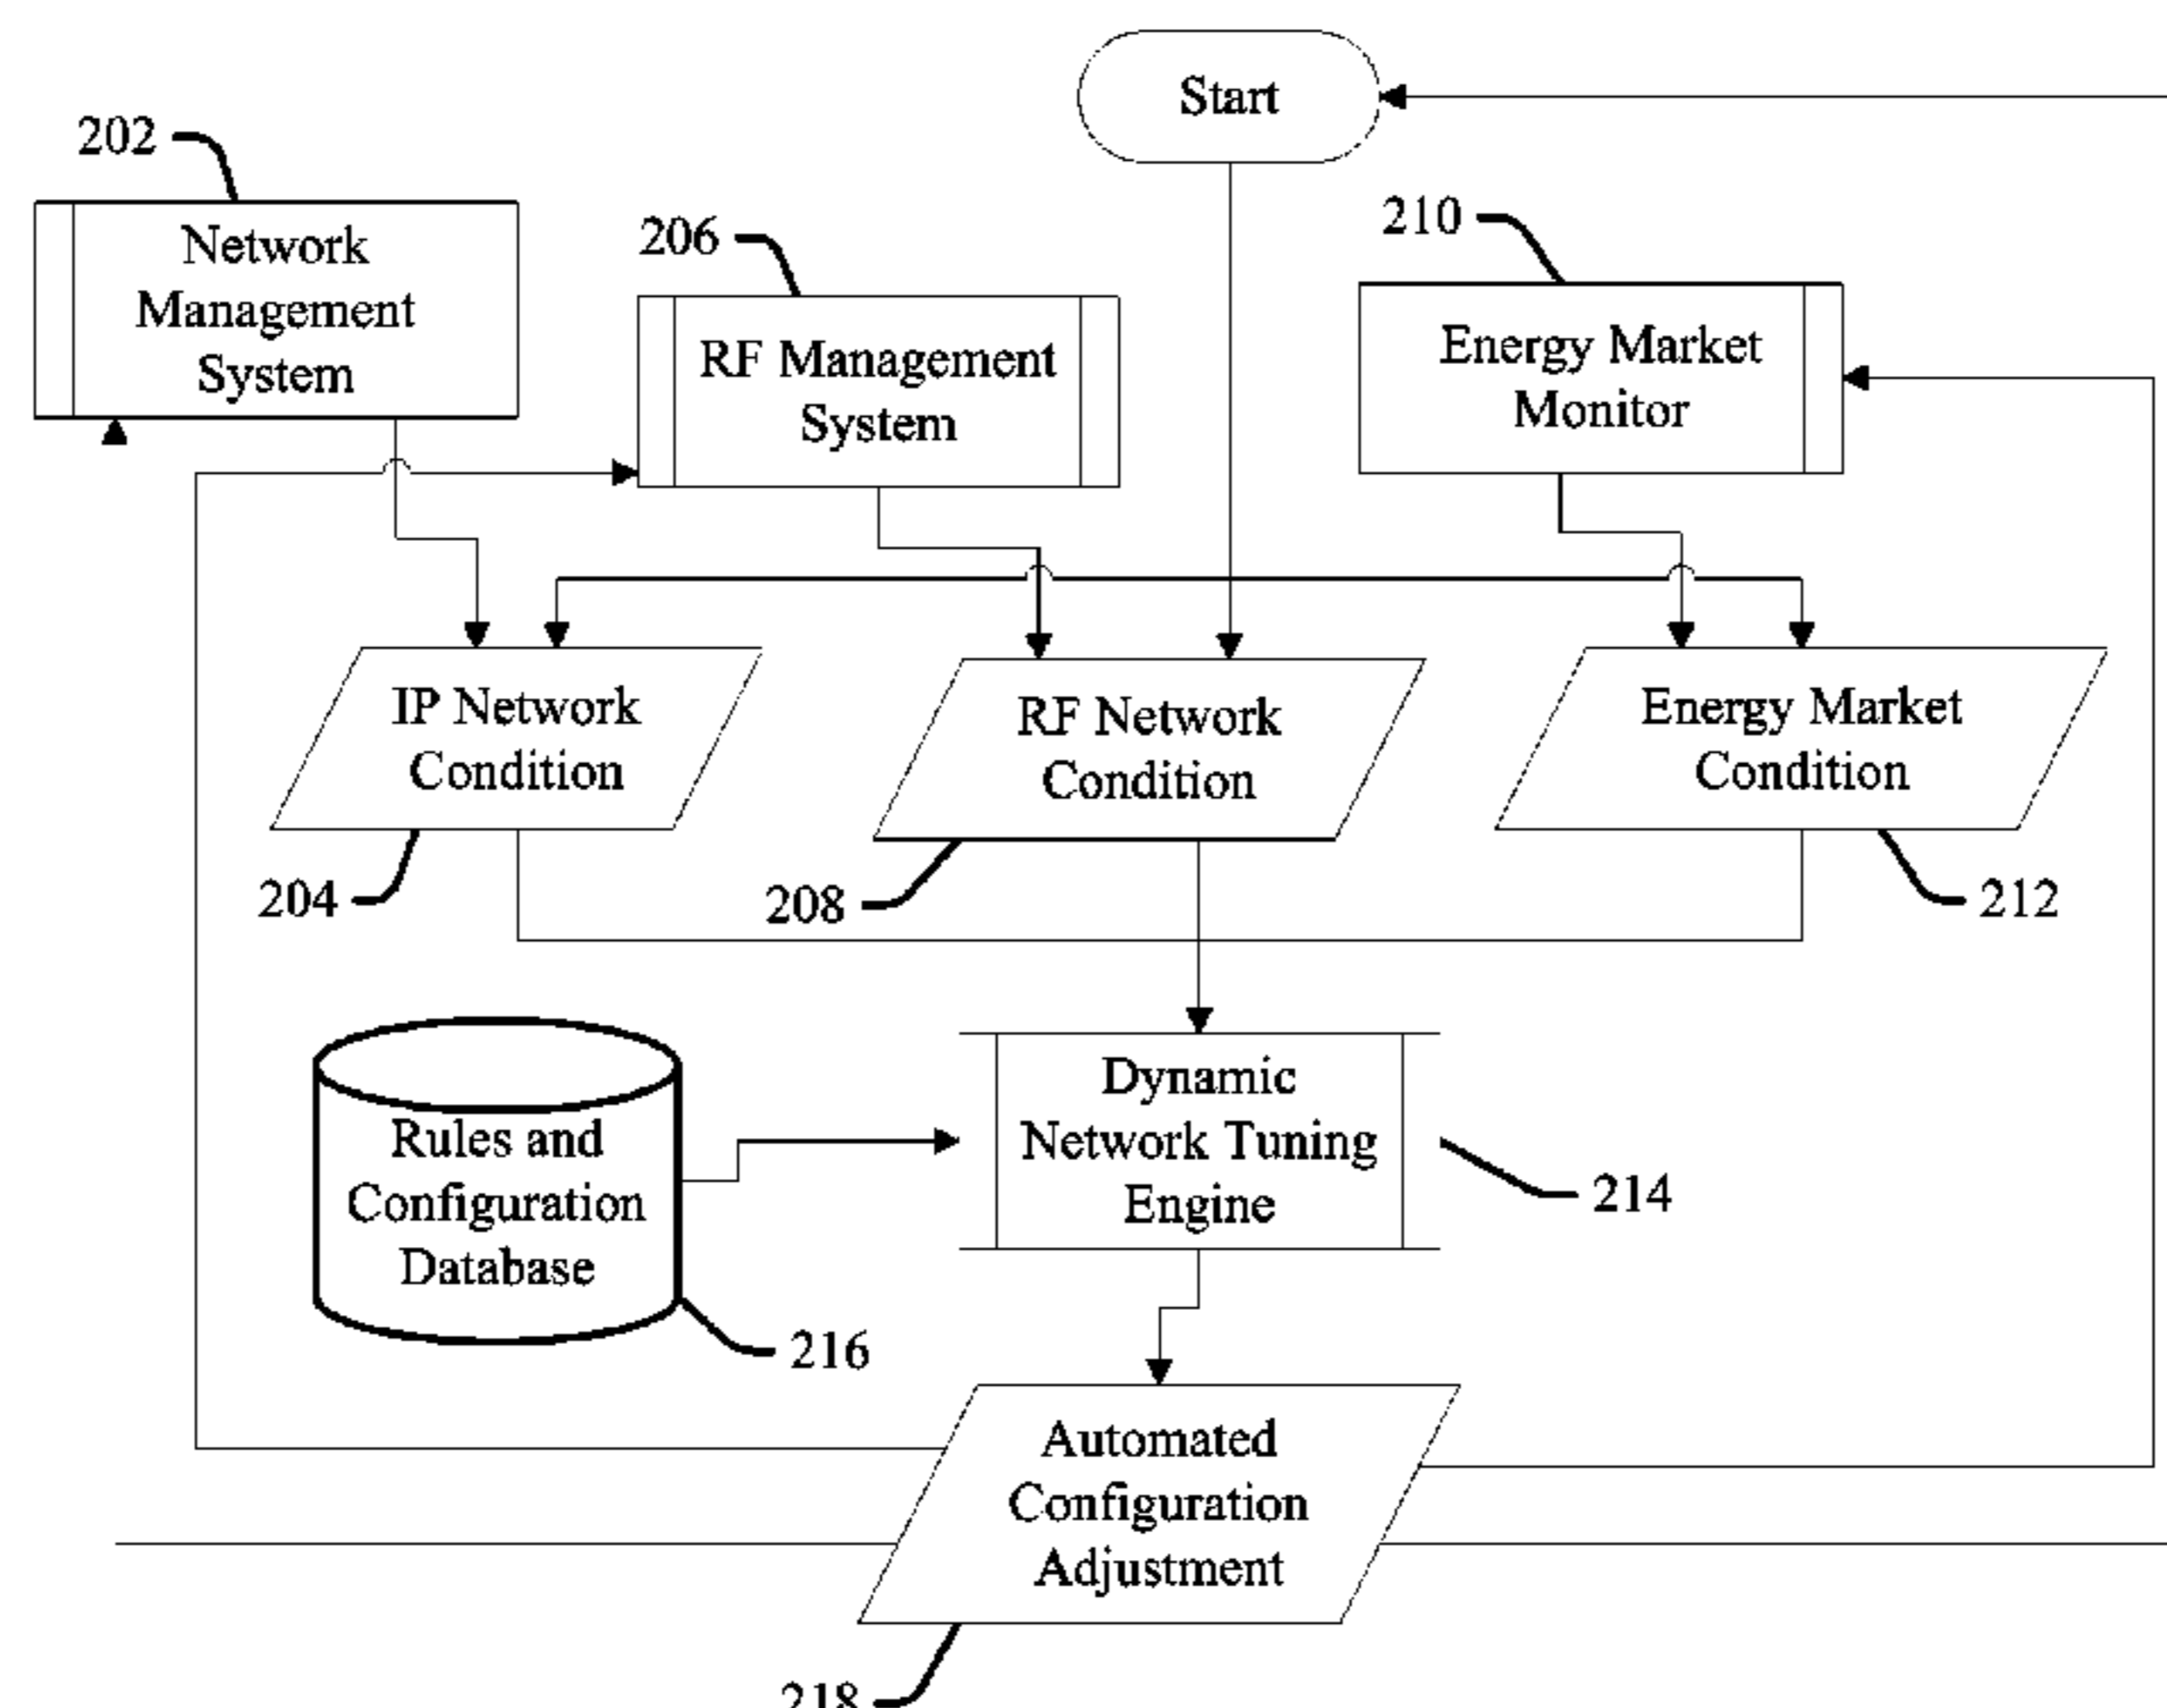 Start
202
Network
Management
System
206
RF Management
System
210
Energy Market
Monitor
IP Network
Condition
RF Network
Condition
Energy Market
Condition
204
208
212
Rules and
Configuration
Database
Dynamic
Network Tuning
Engine
214
216
Automated
Configuration
Adjustment
218